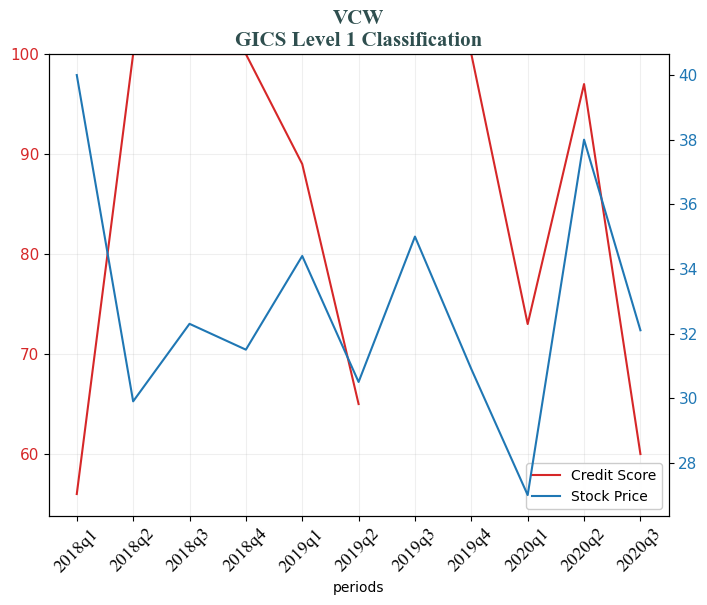 VCW
GICS Level 1 Classification
100
90
80
70
60
40
38
36
34
32
30
28
Credit Score
Stock Price
2018q1
2018q2
2018q3
2018q4
2019q1
2019q2
2019q3
2019q4
2020q1
2020q2
2020q3
periods